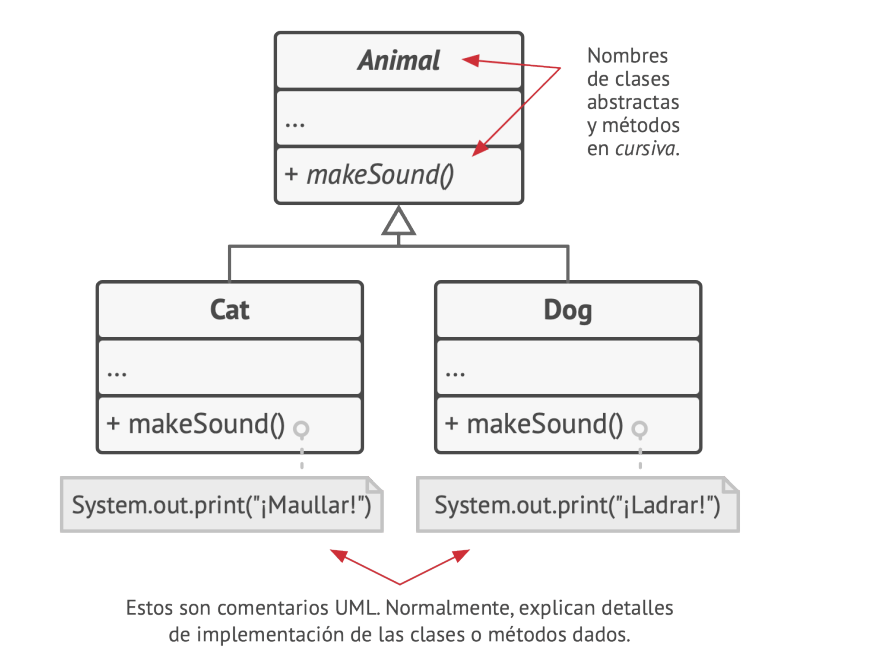 Animal
Nombres
de clases
abstractas
y métodos
en cursiva.
...
+ makeSound()
Cat
Dog
...
...
+ makeSound()
+ makeSound()
System.out.print("¡Maullar!")
System.out.print("¡Ladrar!")
Estos son comentarios UML. Normalmente, explican detalles
de implementación de las clases o métodos dados.